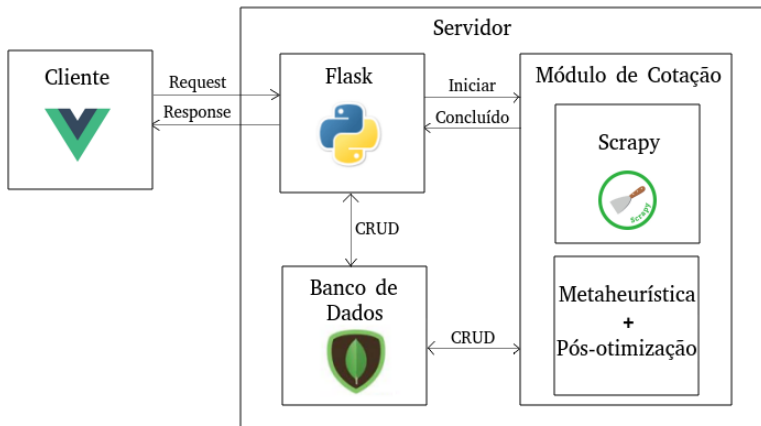 Servidor
Cliente
Request
Response
Flask
Iniciar
Concluído
Módulo de Cotação
Scrapy
Scrapy
CRUD
Banco de
Dados
CRUD
Metaheurística
+
Pós-otimização